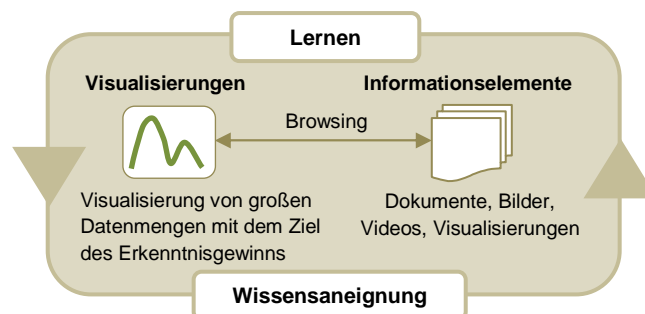 Lernen
Visualisierungen
Informationselemente
Browsing
Visualisierung von großen
Datenmengen mit dem Ziel
des Erkenntnisgewinns
Dokumente, Bilder,
Videos, Visualisierungen
Wissensaneignung